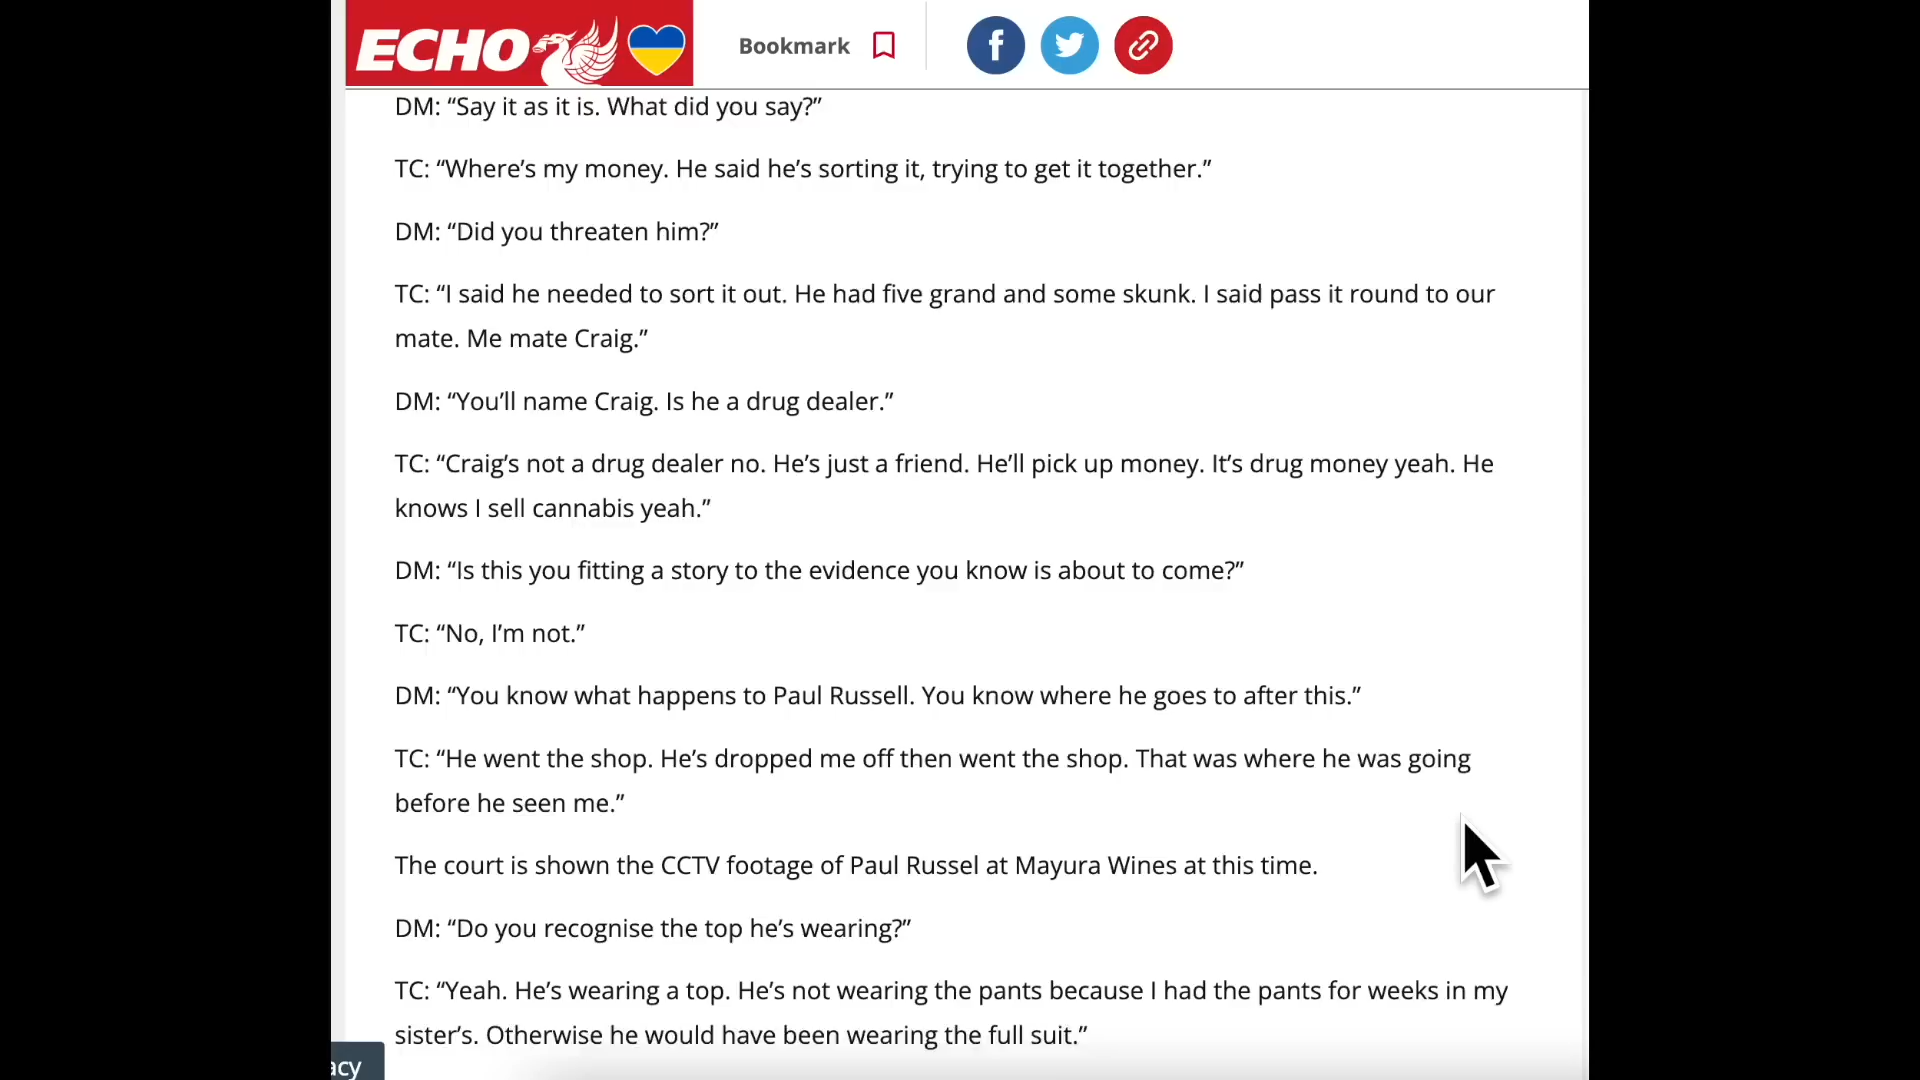 ECHO
Bookmark
DM: “Say it as it is. What did you say?”
TC: “Where’s my money. He said he’s sorting it, trying to get it together.”
DM: “Did you threaten him?”
TC: “I said he needed to sort it out. He had five grand and some skunk. I said pass it round to our
mate. Me mate Craig.”
DM: “You’ll name Craig. Is he a drug dealer.”
TC: “Craig’s not a drug dealer no. He’s just a friend. He’ll pick up money. It’s drug money yeah. He
knows I sell cannabis yeah.”
DM: “Is this you fitting a story to the evidence you know is about to come?”
TC: “No, I’m not.”
DM: “You know what happens to Paul Russell. You know where he goes to after this.”
TC: “He went the shop. He’s dropped me off then went the shop. That was where he was going
before he seen me.”
The court is shown the CCTV footage of Paul Russel at Mayura Wines at this time.
DM: “Do you recognise the top he’s wearing?”
TC: “Yeah. He’s wearing a top. He’s not wearing the pants because I had the pants for weeks in my
sister’s. Otherwise he would have been wearing the full suit.”
acy